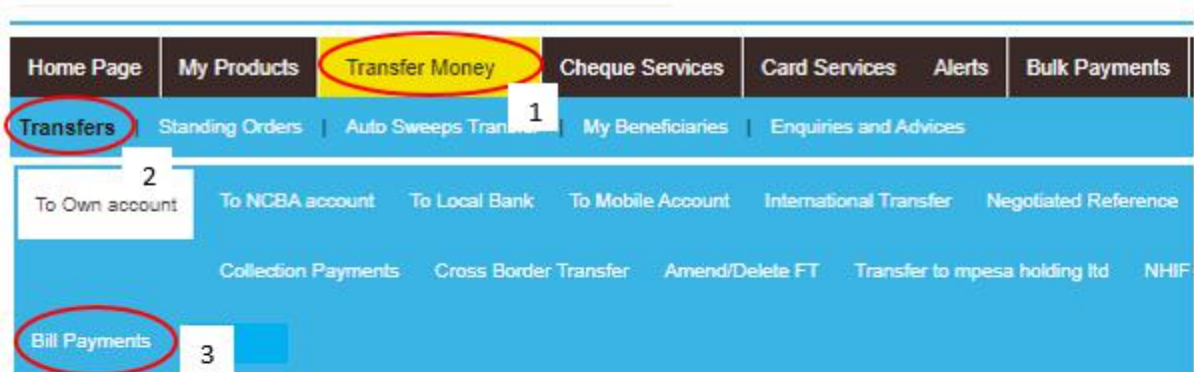 Home Page My Products Transfer Money Cheque Services Card Services Alerts Bulk Payments
1
Transfers | Standing Orders | Auto Sweeps | My Beneficiaries | Enquiries and Advices
2
To Own account To NCBA account To Local Bank To Mobile Account International Transfer Negotiated Reference
Collection Payments Cross Border Transfer Amend/Delete FT Transfer to mpesa holding ltd NHIF
Bill Payments
3